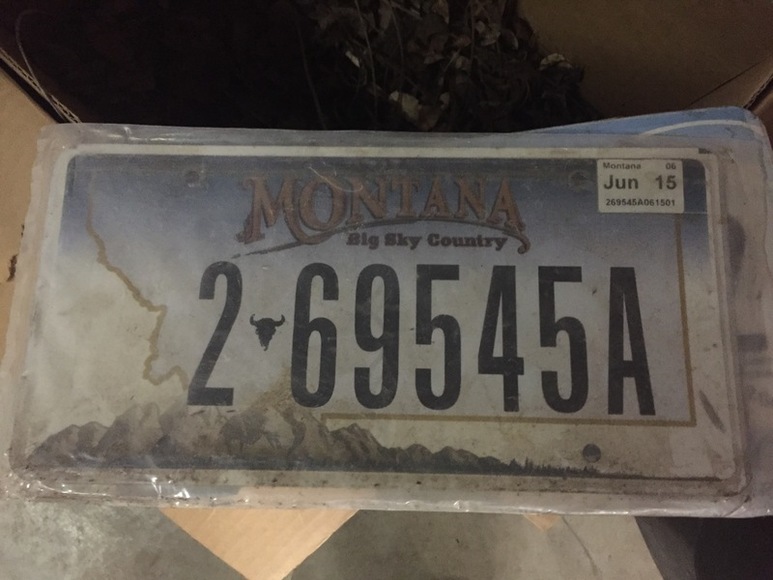 Montana 06
Jun 15
269545A061501
MONTANA
Big Sky Country
2 69545A